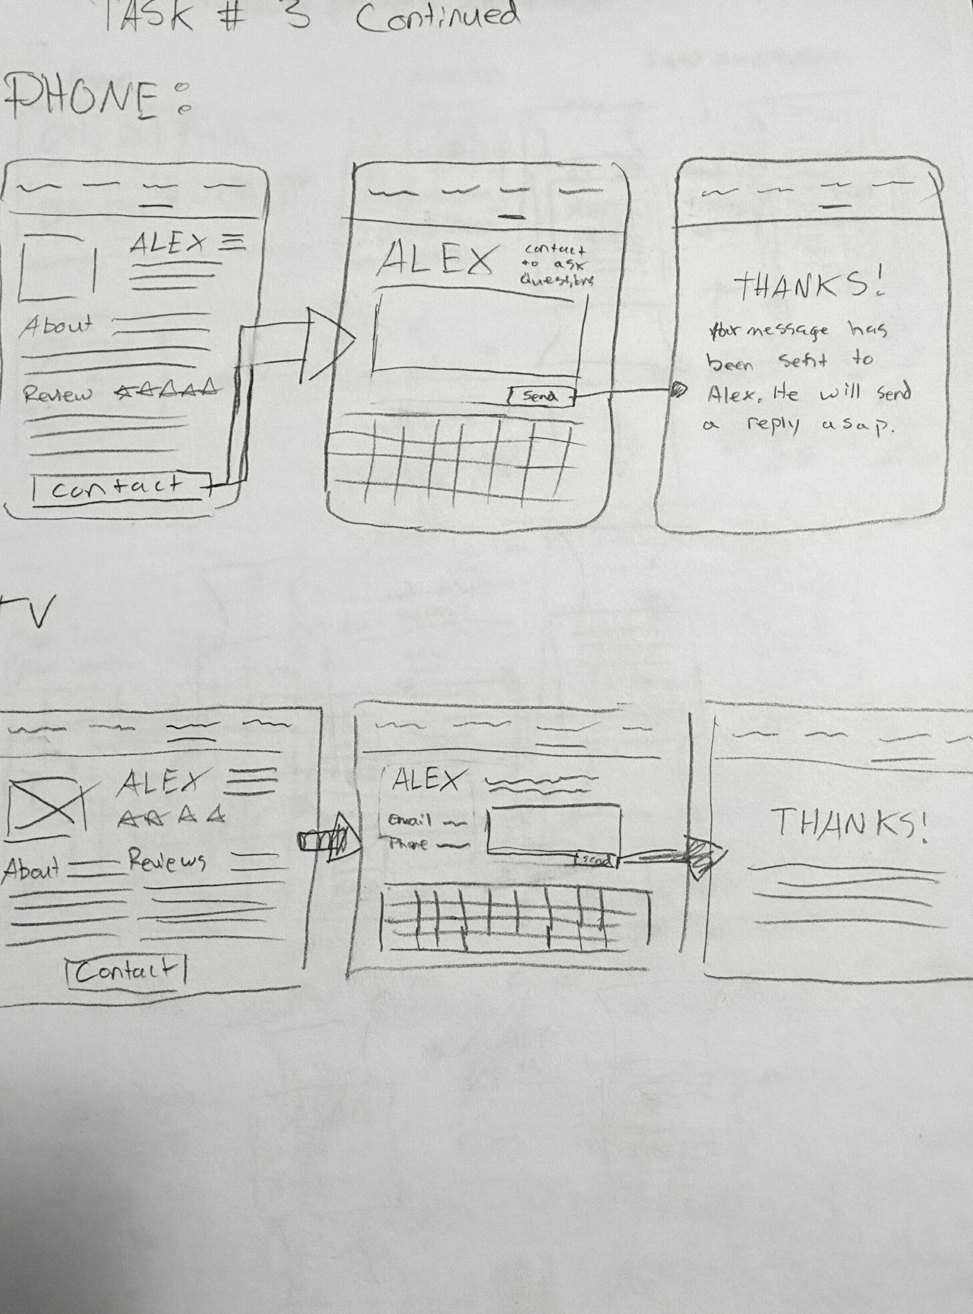 TASK # 3 Continued
PHONE:
ALEX
About
Review
contact
ALEX
contact
to ask
questions
Send
THANKS!
Your message has
been sent to
Alex. He will send
a reply asap.
TV
ALEX
About
Reviews
Contact
ALEX
Email
Phone
send
THANKS!